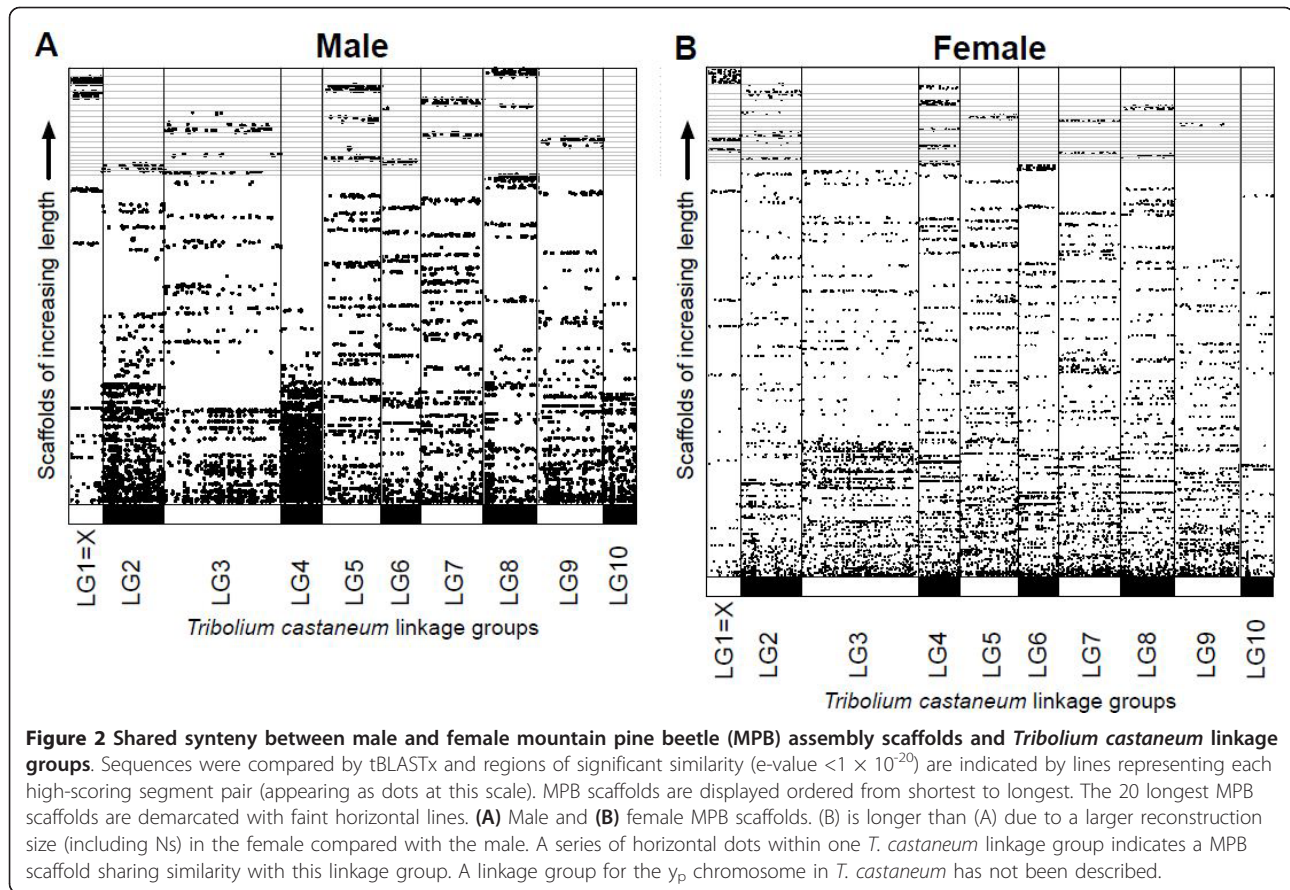 A
Male
Scaffolds of increasing length
LG1=X
LG2
LG3
LG4
LG5
LG6
LG7
LG8
LG9
LG10
Tribolium castaneum linkage groups
B
Female
Scaffolds of increasing length
LG1=X
LG2
LG3
LG4
LG5
LG6
LG7
LG8
LG9
LG10
Tribolium castaneum linkage groups
Figure 2 Shared synteny between male and female mountain pine beetle (MPB) assembly scaffolds and Tribolium castaneum linkage
groups. Sequences were compared by tBLASTx and regions of significant similarity (e-value <1 × 10⁻²⁰) are indicated by lines representing each
high-scoring segment pair (appearing as dots at this scale). MPB scaffolds are displayed ordered from shortest to longest. The 20 longest MPB
scaffolds are demarcated with faint horizontal lines. (A) Male and (B) female MPB scaffolds. (B) is longer than (A) due to a larger reconstruction
size (including Ns) in the female compared with the male. A series of horizontal dots within one T. castaneum linkage group indicates a MPB
scaffold sharing similarity with this linkage group. A linkage group for the yₚ chromosome in T. castaneum has not been described.